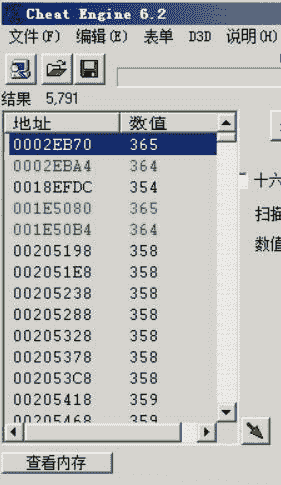 Cheat Engine 6.2
文件(F) 编辑(E) 表单 D3D 说明(H)
结果 5,791
地址 数值
0002EB70 365
0002EBA4 364
0018EFDC 354
001E5080 365
001E50B4 364
00205198 358
002051E8 358
00205238 358
00205288 358
00205328 358
00205378 358
002053C8 358
00205418 359
00205468 359
十六
扫描
数值
查看内存